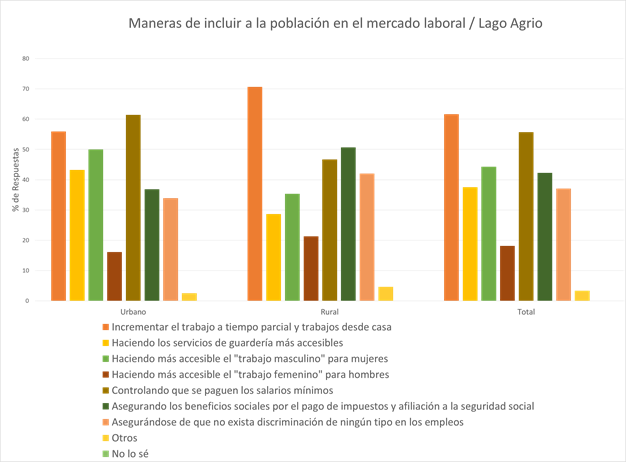 Maneras de incluir a la población en el mercado laboral / Lago Agrio
80
70
60
50
40
30
20
10
0
% de Respuestas
Urbano Rural Total
Incrementar el trabajo a tiempo parcial y trabajos desde casa
Haciendo los servicios de guardería más accesibles
Haciendo más accesible el "trabajo masculino" para mujeres
Haciendo más accesible el "trabajo femenino" para hombres
Controlando que se paguen los salarios mínimos
Asegurando los beneficios sociales por el pago de impuestos y afiliación a la seguridad social
Asegurándose de que no exista discriminación de ningún tipo en los empleos
Otros
No lo sé